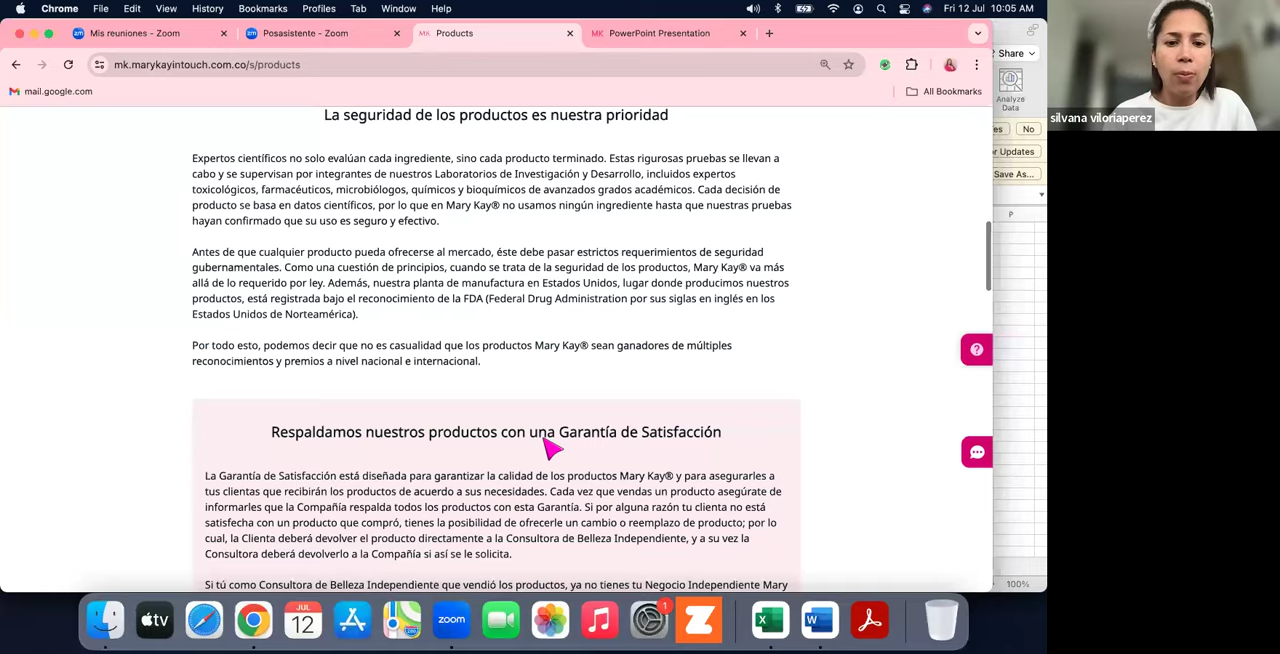 Chrome File Edit View History Bookmarks Profiles Tab Window Help Fri 12 Jul 10:05 AM
Mis reuniones - Zoom Posasistente - Zoom Products PowerPoint Presentation
mk.marykayintouch.com.co/s/products
mail.google.com All Bookmarks
La seguridad de los productos es nuestra prioridad
Expertos científicos no sólo evalúan cada ingrediente, sino cada producto terminado. Estas rigurosas pruebas se llevan a
cabo y se supervisan por integrantes de nuestros Laboratorios de Investigación y Desarrollo, incluidos expertos
toxicológicos, farmacéuticos, microbiólogos, químicos y bioquímicos de avanzados grados académicos. Cada decisión de
producto se basa en datos científicos, por lo que en Mary Kay® no usamos ningún ingrediente hasta que nuestras pruebas
hayan confirmado que su uso es seguro y efectivo.
Antes de que cualquier producto pueda ofrecerse al mercado, éste debe pasar estrictos requerimientos de seguridad
gubernamentales. Como una cuestión de principios, cuando se trata de la seguridad de los productos, Mary Kay® va más
allá de lo requerido por ley. Además, nuestra planta de manufactura en Estados Unidos, lugar donde producimos nuestros
productos, está registrada bajo el reconocimiento de la FDA (Federal Drug Administration por sus siglas en inglés en los
Estados Unidos de Norteamérica).
Por todo esto, podemos decir que no es casualidad que los productos Mary Kay® sean ganadores de múltiples
reconocimientos y premios a nivel nacional e internacional.
Respaldamos nuestros productos con una Garantía de Satisfacción
La Garantía de Satisfacción está diseñada para garantizar la calidad de los productos Mary Kay® y para asegurarles a
tus clientas que recibirán los productos de acuerdo a sus necesidades. Cada vez que vendas un producto asegúrate de
informarles que la Compañía respalda todos los productos con esta Garantía. Si por alguna razón tu clienta no está
satisfecha con un producto que compró, tienes la posibilidad de ofrecerle un cambio o reemplazo de producto; por lo
cual, la Clienta deberá devolver el producto directamente a la Consultora de Belleza Independiente, y a su vez la
Consultora deberá devolverlo a la Compañía si así se le solicita.
Si tú como Consultora de Belleza Independiente que vendió los productos, ya no tienes tu Negocio Independiente Mary
Share
Analyze
Data
es No
r Updates
Save As...
P
100%
silvana viloriaperez
JUL
12
tv
zoom
1